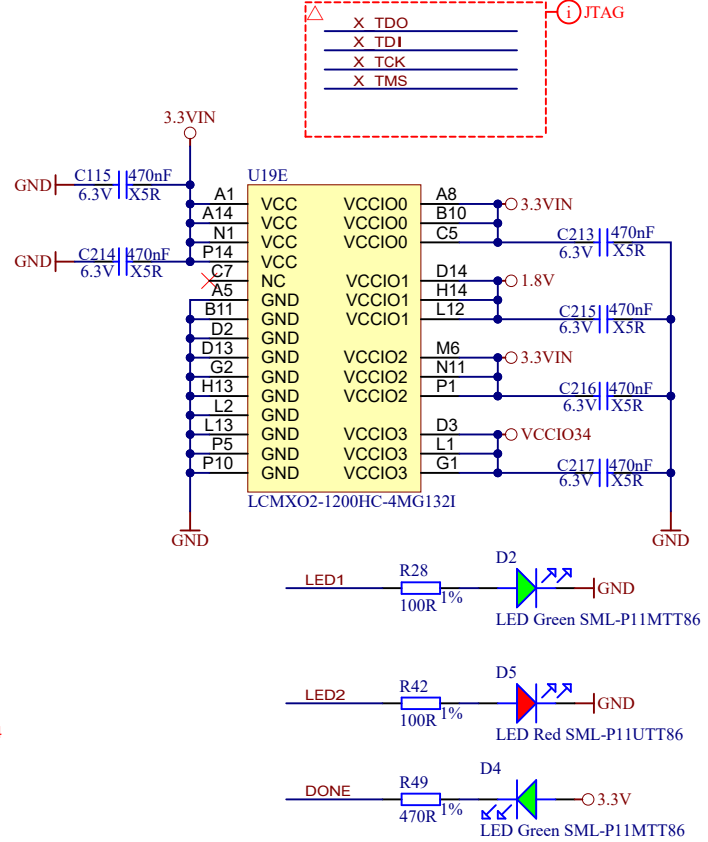 JTAG
X_TDO
X_TDI
X_TCK
X_TMS
3.3VIN
U19E
GND C115 470nF
6.3V X5R
GND C214 470nF
6.3V X5R
A1 VCC VCCIO0 A8 3.3VIN
A14 VCC VCCIO0 B10
N1 VCC VCCIO0 C5 C213 470nF
6.3V X5R
P14 VCC
C7 NC VCCIO1 D14 1.8V
A5 GND VCCIO1 H14
B11 GND VCCIO1 L12 C215 470nF
6.3V X5R
D2 GND
D13 GND VCCIO2 M6 3.3VIN
G2 GND VCCIO2 N11
H13 GND VCCIO2 P1 C216 470nF
6.3V X5R
L2 GND
L13 GND VCCIO3 D3 VCCIO34
P5 GND VCCIO3 L1
P10 GND VCCIO3 G1 C217 470nF
6.3V X5R
LCMXO2-1200HC-4MG132I
GND GND
LED1 R28 D2 GND
100R 1%
LED Green SML-P11MTT86
LED2 R42 D5 GND
100R 1%
LED Red SML-P11UTT86
DONE R49 D4 3.3V
470R 1%
LED Green SML-P11MTT86